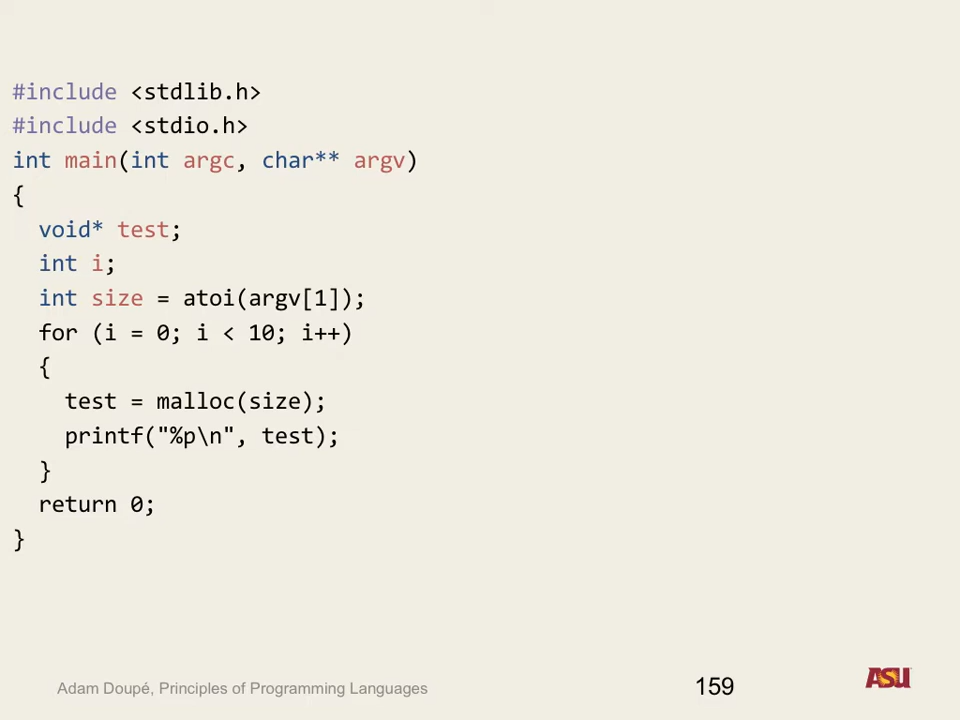 #include <stdlib.h>
#include <stdio.h>
int main(int argc, char** argv)
{
  void* test;
  int i;
  int size = atoi(argv[1]);
  for (i = 0; i < 10; i++)
  {
    test = malloc(size);
    printf("%p\n", test);
  }
  return 0;
}
Adam Doupé, Principles of Programming Languages
159
ASU